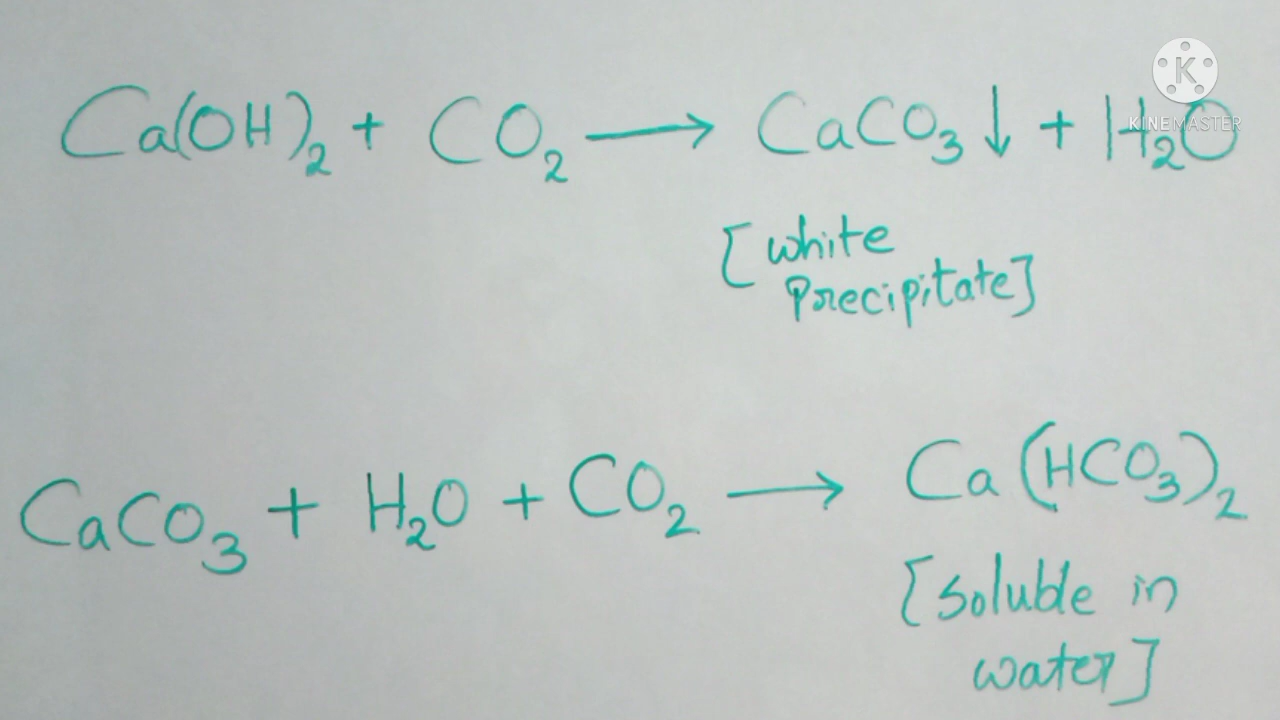 Ca(OH)₂ + CO₂ → CaCO₃↓ + H₂O
K
KINEMASTER
[white
Precipitate]
CaCO₃ + H₂O + CO₂ → Ca(HCO₃)₂
[Soluble in
water]